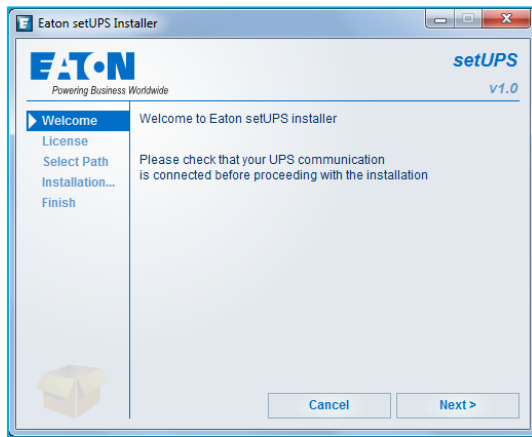 Eaton setUPS Installer
EATON
Powering Business Worldwide
setUPS
v1.0
Welcome
License
Select Path
Installation...
Finish
Welcome to Eaton setUPS installer
Please check that your UPS communication
is connected before proceeding with the installation
Cancel
Next >